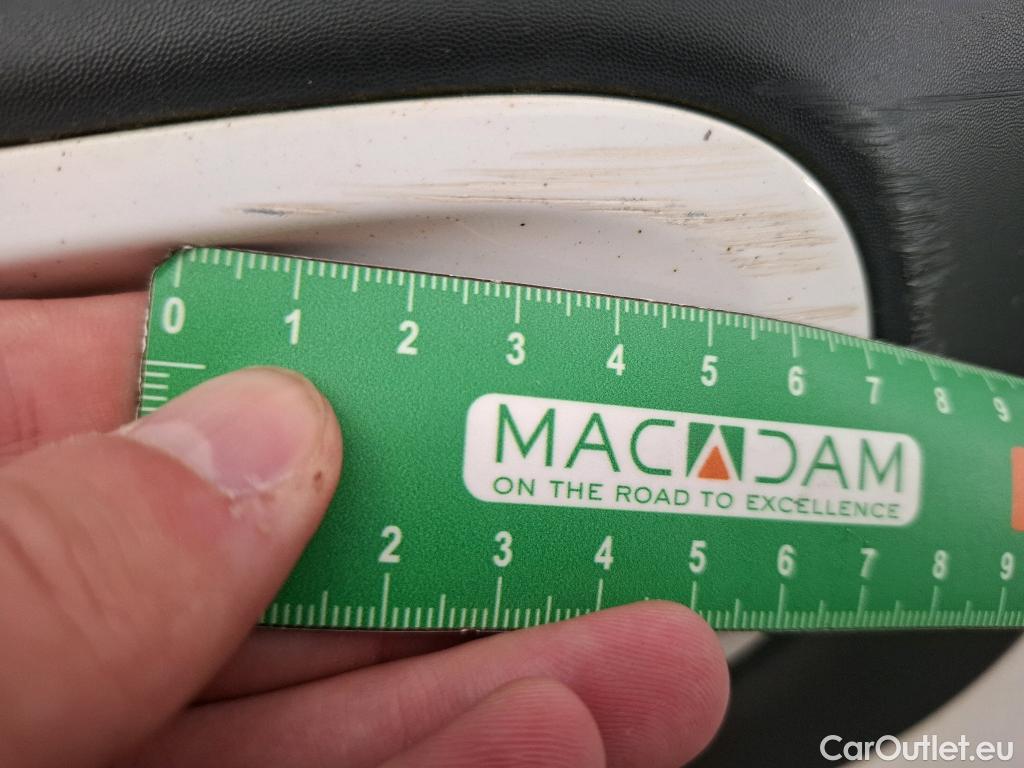 0 1 2 3 4 5 6 7 8 9
MACADAM
ON THE ROAD TO EXCELLENCE
2 3 4 5 6 7 8 9
CarOutlet.eu